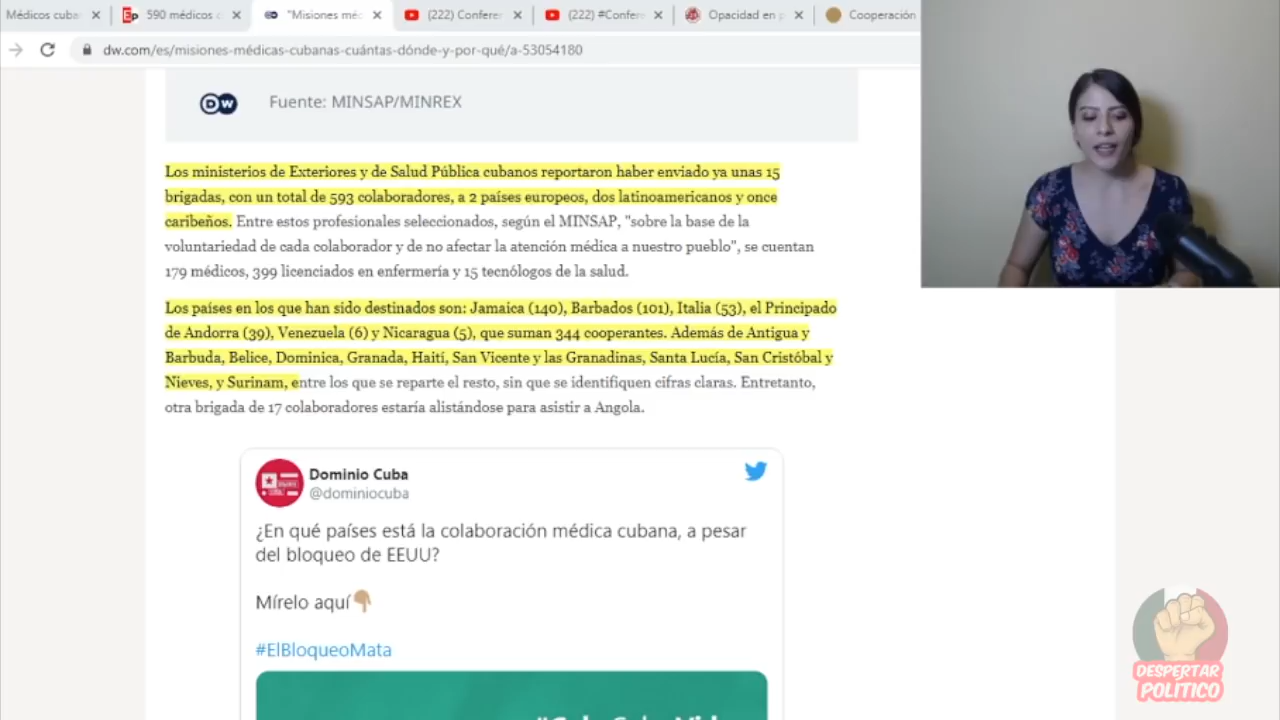 Médicos cubar
Ep 590 médicos c
"Misiones méc
(222) Conferer
(222) #Confere
Opacidad en p
Cooperación
dw.com/es/misiones-médicas-cubanas-cuántas-dónde-y-por-qué/a-53054180
DW
Fuente: MINSAP/MINREX
Los ministerios de Exteriores y de Salud Pública cubanos reportaron haber enviado ya unas 15
brigadas, con un total de 593 colaboradores, a 2 países europeos, dos latinoamericanos y once
caribeños. Entre estos profesionales seleccionados, según el MINSAP, "sobre la base de la
voluntariedad de cada colaborador y de no afectar la atención médica a nuestro pueblo", se cuentan
179 médicos, 399 licenciados en enfermería y 15 tecnólogos de la salud.
Los países en los que han sido destinados son: Jamaica (140), Barbados (101), Italia (53), el Principado
de Andorra (39), Venezuela (6) y Nicaragua (5), que suman 344 cooperantes. Además de Antigua y
Barbuda, Belice, Dominica, Granada, Haití, San Vicente y las Granadinas, Santa Lucía, San Cristóbal y
Nieves, y Surinam, entre los que se reparte el resto, sin que se identifiquen cifras claras. Entretanto,
otra brigada de 17 colaboradores estaría alistándose para asistir a Angola.
Dominio Cuba
@dominiocuba
¿En qué países está la colaboración médica cubana, a pesar
del bloqueo de EEUU?
Mírelo aquí
#ElBloqueoMata
DESPERTAR
POLÍTICO